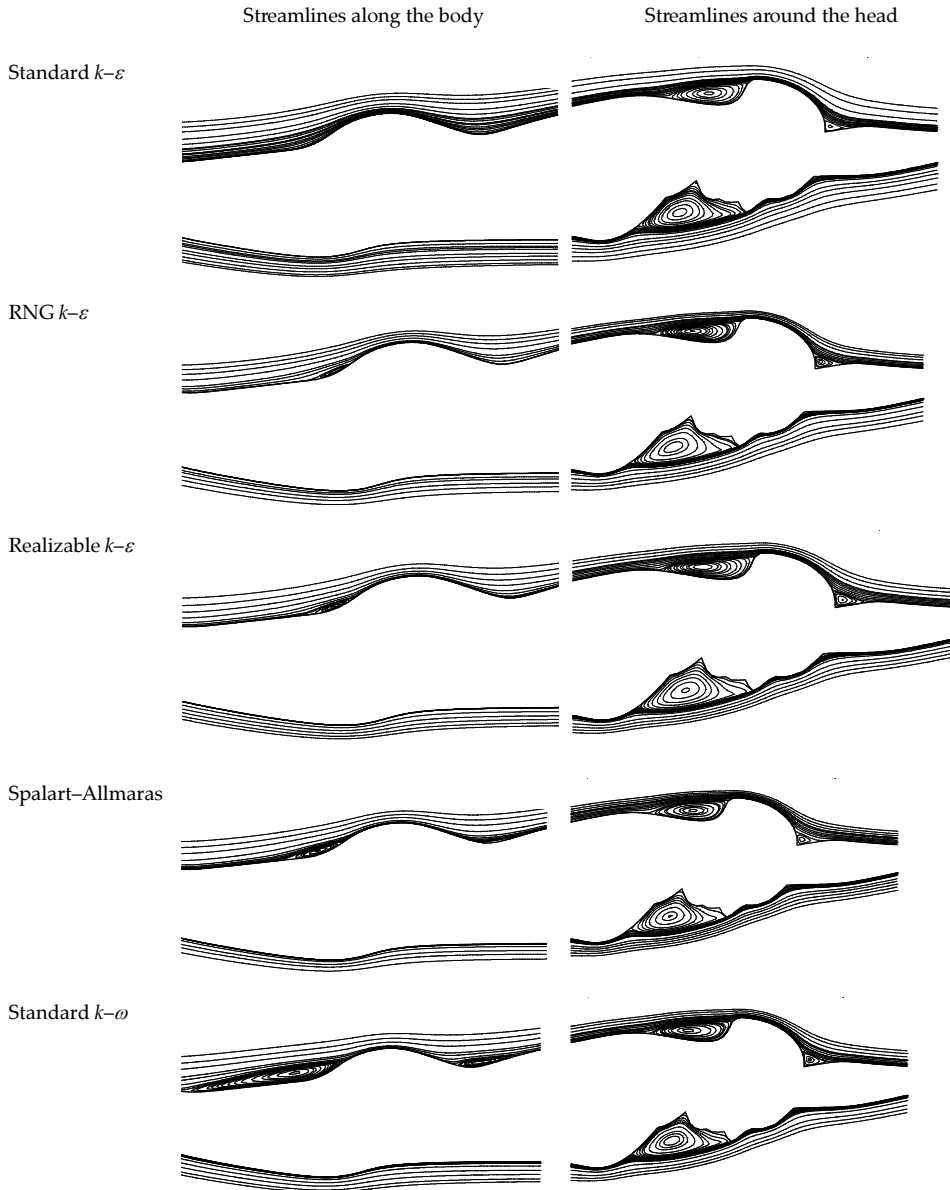 Streamlines along the body
Streamlines around the head
Standard k–ε
RNG k–ε
Realizable k–ε
Spalart–Allmaras
Standard k–ω